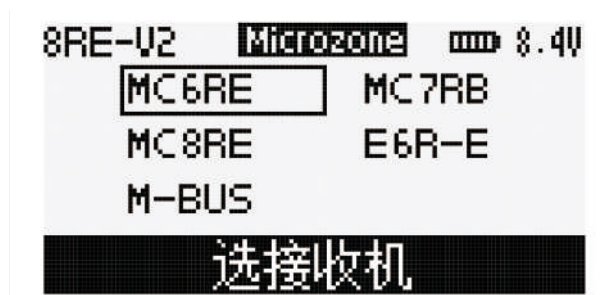 8RE-V2 Microzone 8.4V
MC6RE MC7RB
MC8RE E6R-E
M-BUS
选接收机